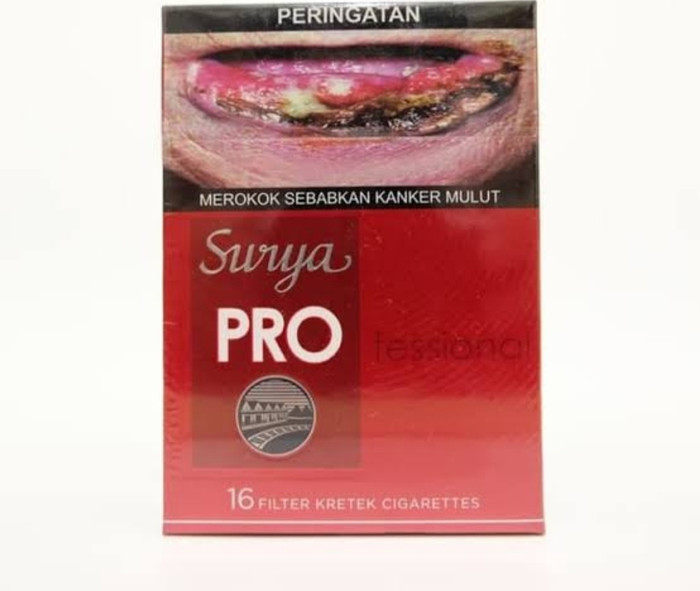 PERINGATAN
MEROKOK SEBABKAN KANKER MULUT
Surya
PRO fessional
16 FILTER KRETEK CIGARETTES